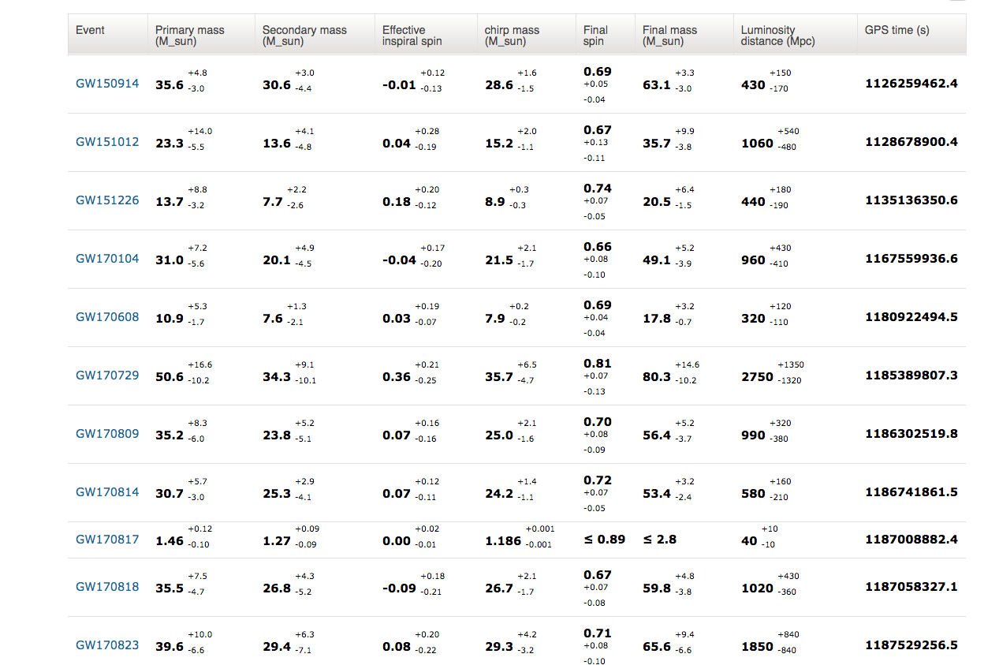 Event Primary mass (M_sun) Secondary mass (M_sun) Effective inspiral spin chirp mass (M_sun) Final spin Final mass (M_sun) Luminosity distance (Mpc) GPS time (s)
GW150914 35.6 +4.8 -3.0 30.6 +3.0 -4.4 -0.01 +0.12 -0.13 28.6 +1.6 -1.5 0.69 +0.05 -0.04 63.1 +3.3 -3.0 430 +150 -170 1126259462.4
GW151012 23.3 +14.0 -5.5 13.6 +4.1 -4.8 0.04 +0.28 -0.19 15.2 +2.0 -1.1 0.67 +0.13 -0.11 35.7 +9.9 -3.8 1060 +540 -480 1128678900.4
GW151226 13.7 +8.8 -3.2 7.7 +2.2 -2.6 0.18 +0.20 -0.12 8.9 +0.3 -0.3 0.74 +0.07 -0.05 20.5 +6.4 -1.5 440 +180 -190 1135136350.6
GW170104 31.0 +7.2 -5.6 20.1 +4.9 -4.5 -0.04 +0.17 -0.20 21.5 +2.1 -1.7 0.66 +0.08 -0.10 49.1 +5.2 -3.9 960 +430 -410 1167559936.6
GW170608 10.9 +5.3 -1.7 7.6 +1.3 -2.1 0.03 +0.19 -0.07 7.9 +0.2 -0.2 0.69 +0.04 -0.04 17.8 +3.2 -0.7 320 +120 -110 1180922494.5
GW170729 50.6 +16.6 -10.2 34.3 +9.1 -10.1 0.36 +0.21 -0.25 35.7 +6.5 -4.7 0.81 +0.07 -0.13 80.3 +14.6 -10.2 2750 +1350 -1320 1185389807.3
GW170809 35.2 +8.3 -6.0 23.8 +5.2 -5.1 0.07 +0.16 -0.16 25.0 +2.1 -1.6 0.70 +0.08 -0.09 56.4 +5.2 -3.7 990 +320 -380 1186302519.8
GW170814 30.7 +5.7 -3.0 25.3 +2.9 -4.1 0.07 +0.12 -0.11 24.2 +1.4 -1.1 0.72 +0.07 -0.05 53.4 +3.2 -2.4 580 +160 -210 1186741861.5
GW170817 1.46 +0.12 -0.10 1.27 +0.09 -0.09 0.00 +0.02 -0.01 1.186 +0.001 -0.001 ≤ 0.89 ≤ 2.8 40 +10 -10 1187008882.4
GW170818 35.5 +7.5 -4.7 26.8 +4.3 -5.2 -0.09 +0.18 -0.21 26.7 +2.1 -1.7 0.67 +0.07 -0.08 59.8 +4.8 -3.8 1020 +430 -360 1187058327.1
GW170823 39.6 +10.0 -6.6 29.4 +6.3 -7.1 0.08 +0.20 -0.22 29.3 +4.2 -3.2 0.71 +0.08 -0.10 65.6 +9.4 -6.6 1850 +840 -840 1187529256.5